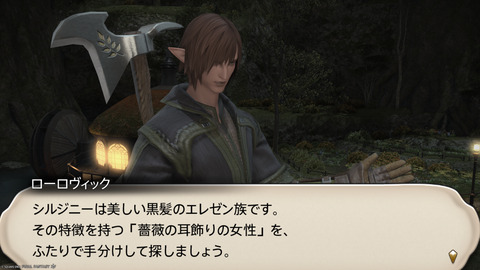 ローロヴィック
シルジニーは美しい黒髪のエレゼン族です。
その特徴を持つ「薔薇の耳飾りの女性」を、
ふたりで手分けして探しましょう。